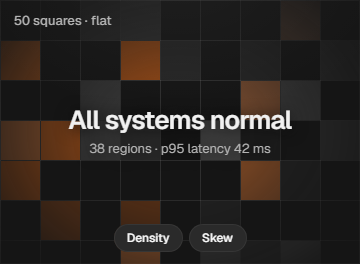 50 squares · flat
All systems normal
38 regions · p95 latency 42 ms
Density
Skew